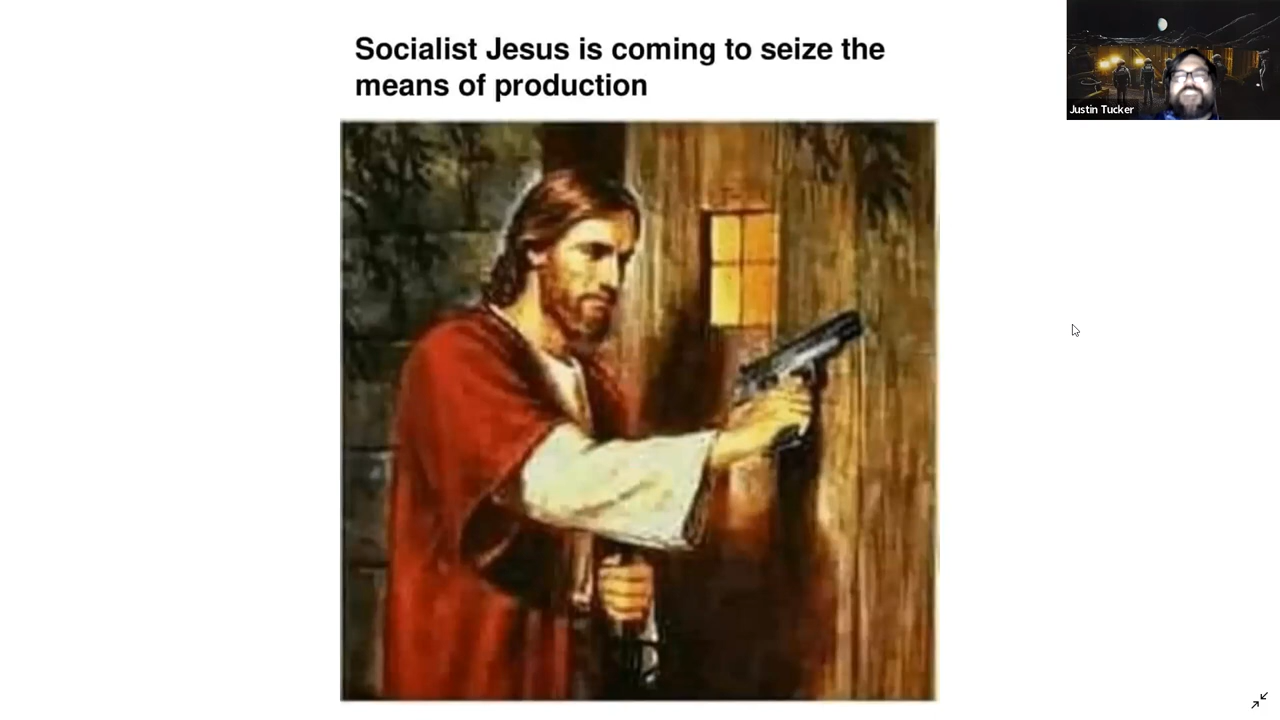 Socialist Jesus is coming to seize the
means of production
Justin Tucker